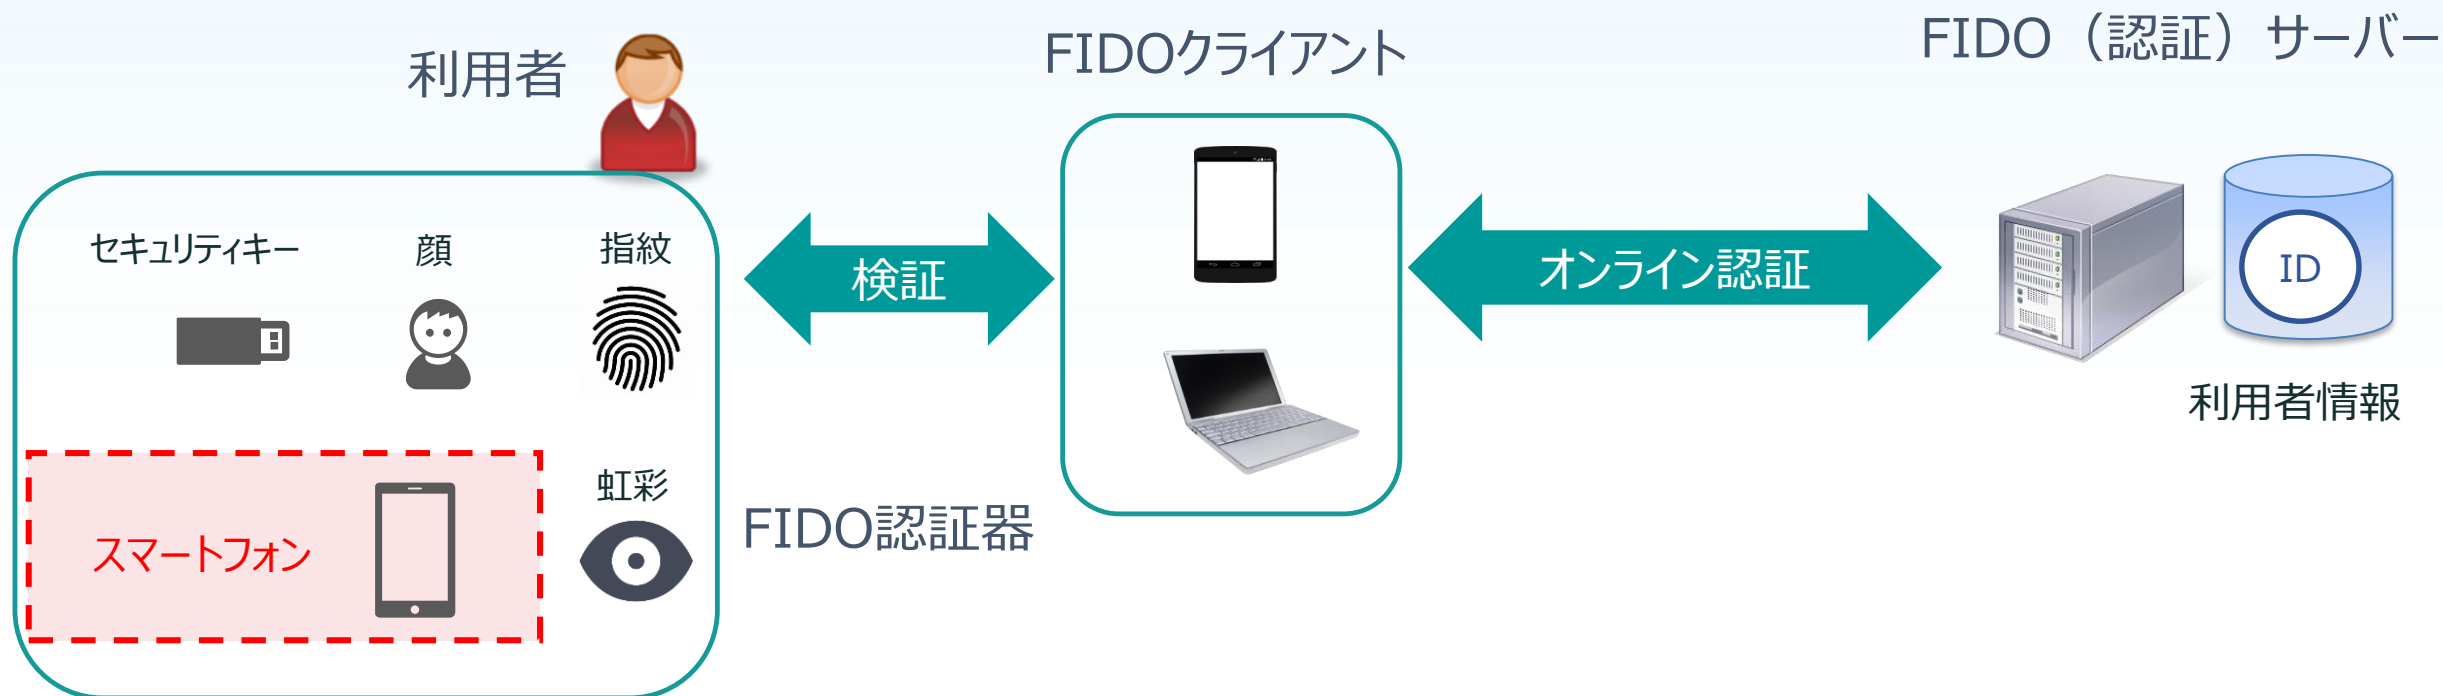 利用者
FIDOクライアント
FIDO（認証）サーバー
セキュリティキー
顔
指紋
検証
オンライン認証
ID
利用者情報
スマートフォン
虹彩
FIDO認証器